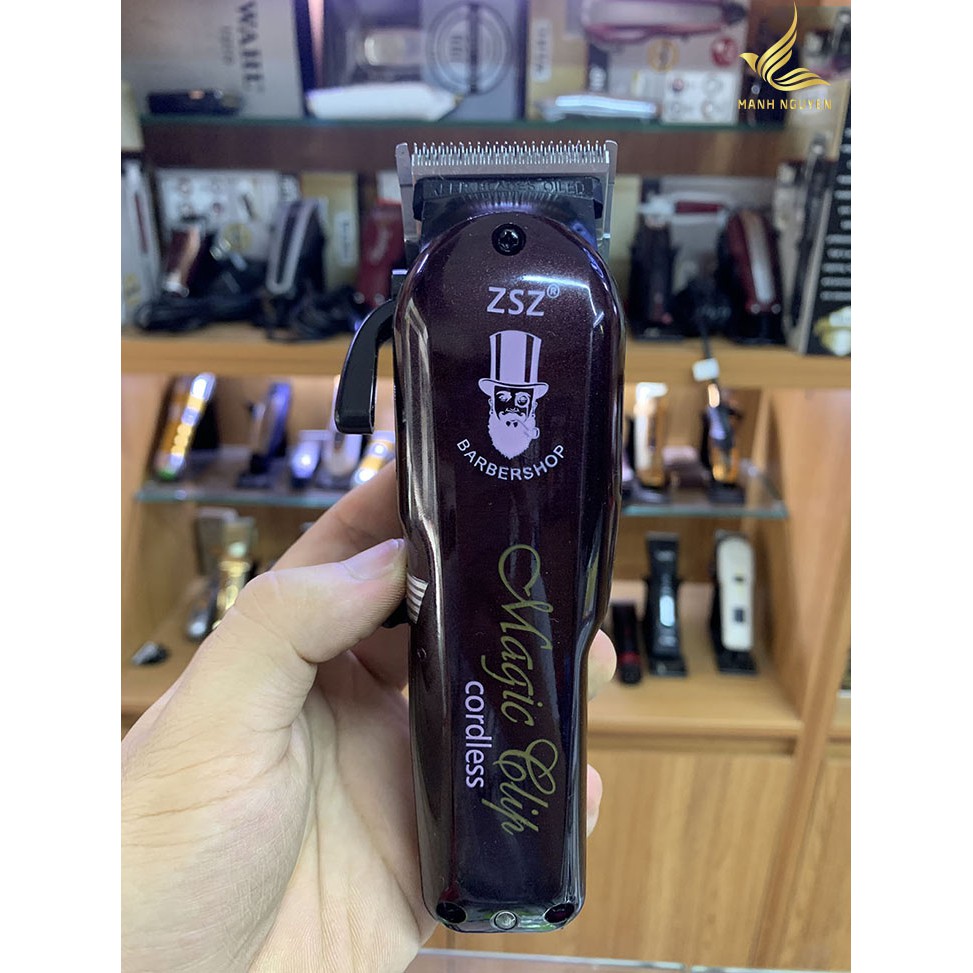 WAHL
MANH NGUYEN
ZSZ®
BARBERSHOP
Magic Clip
cordless